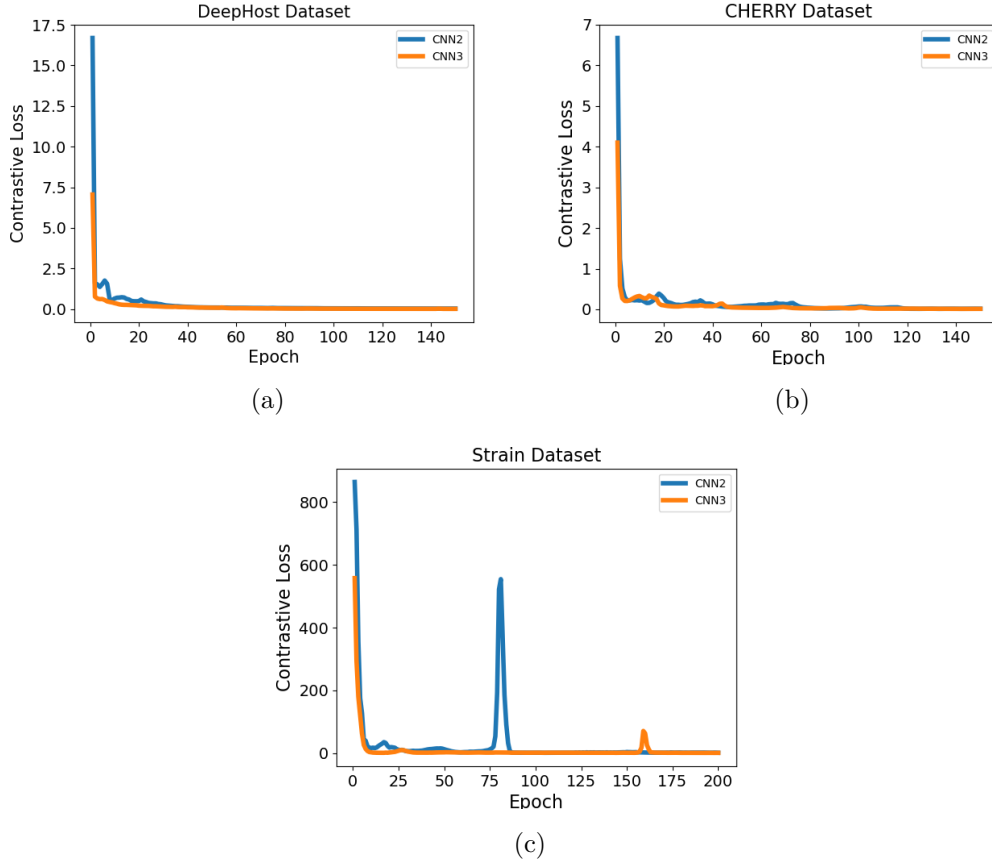 DeepHost Dataset
CNN2
CNN3
17.5
15.0
12.5
10.0
7.5
5.0
2.5
0.0
Contrastive Loss
0 20 40 60 80 100 120 140
Epoch
(a)
CHERRY Dataset
CNN2
CNN3
7
6
5
4
3
2
1
0
Contrastive Loss
0 20 40 60 80 100 120 140
Epoch
(b)
Strain Dataset
CNN2
CNN3
800
600
400
200
0
Contrastive Loss
0 25 50 75 100 125 150 175 200
Epoch
(c)